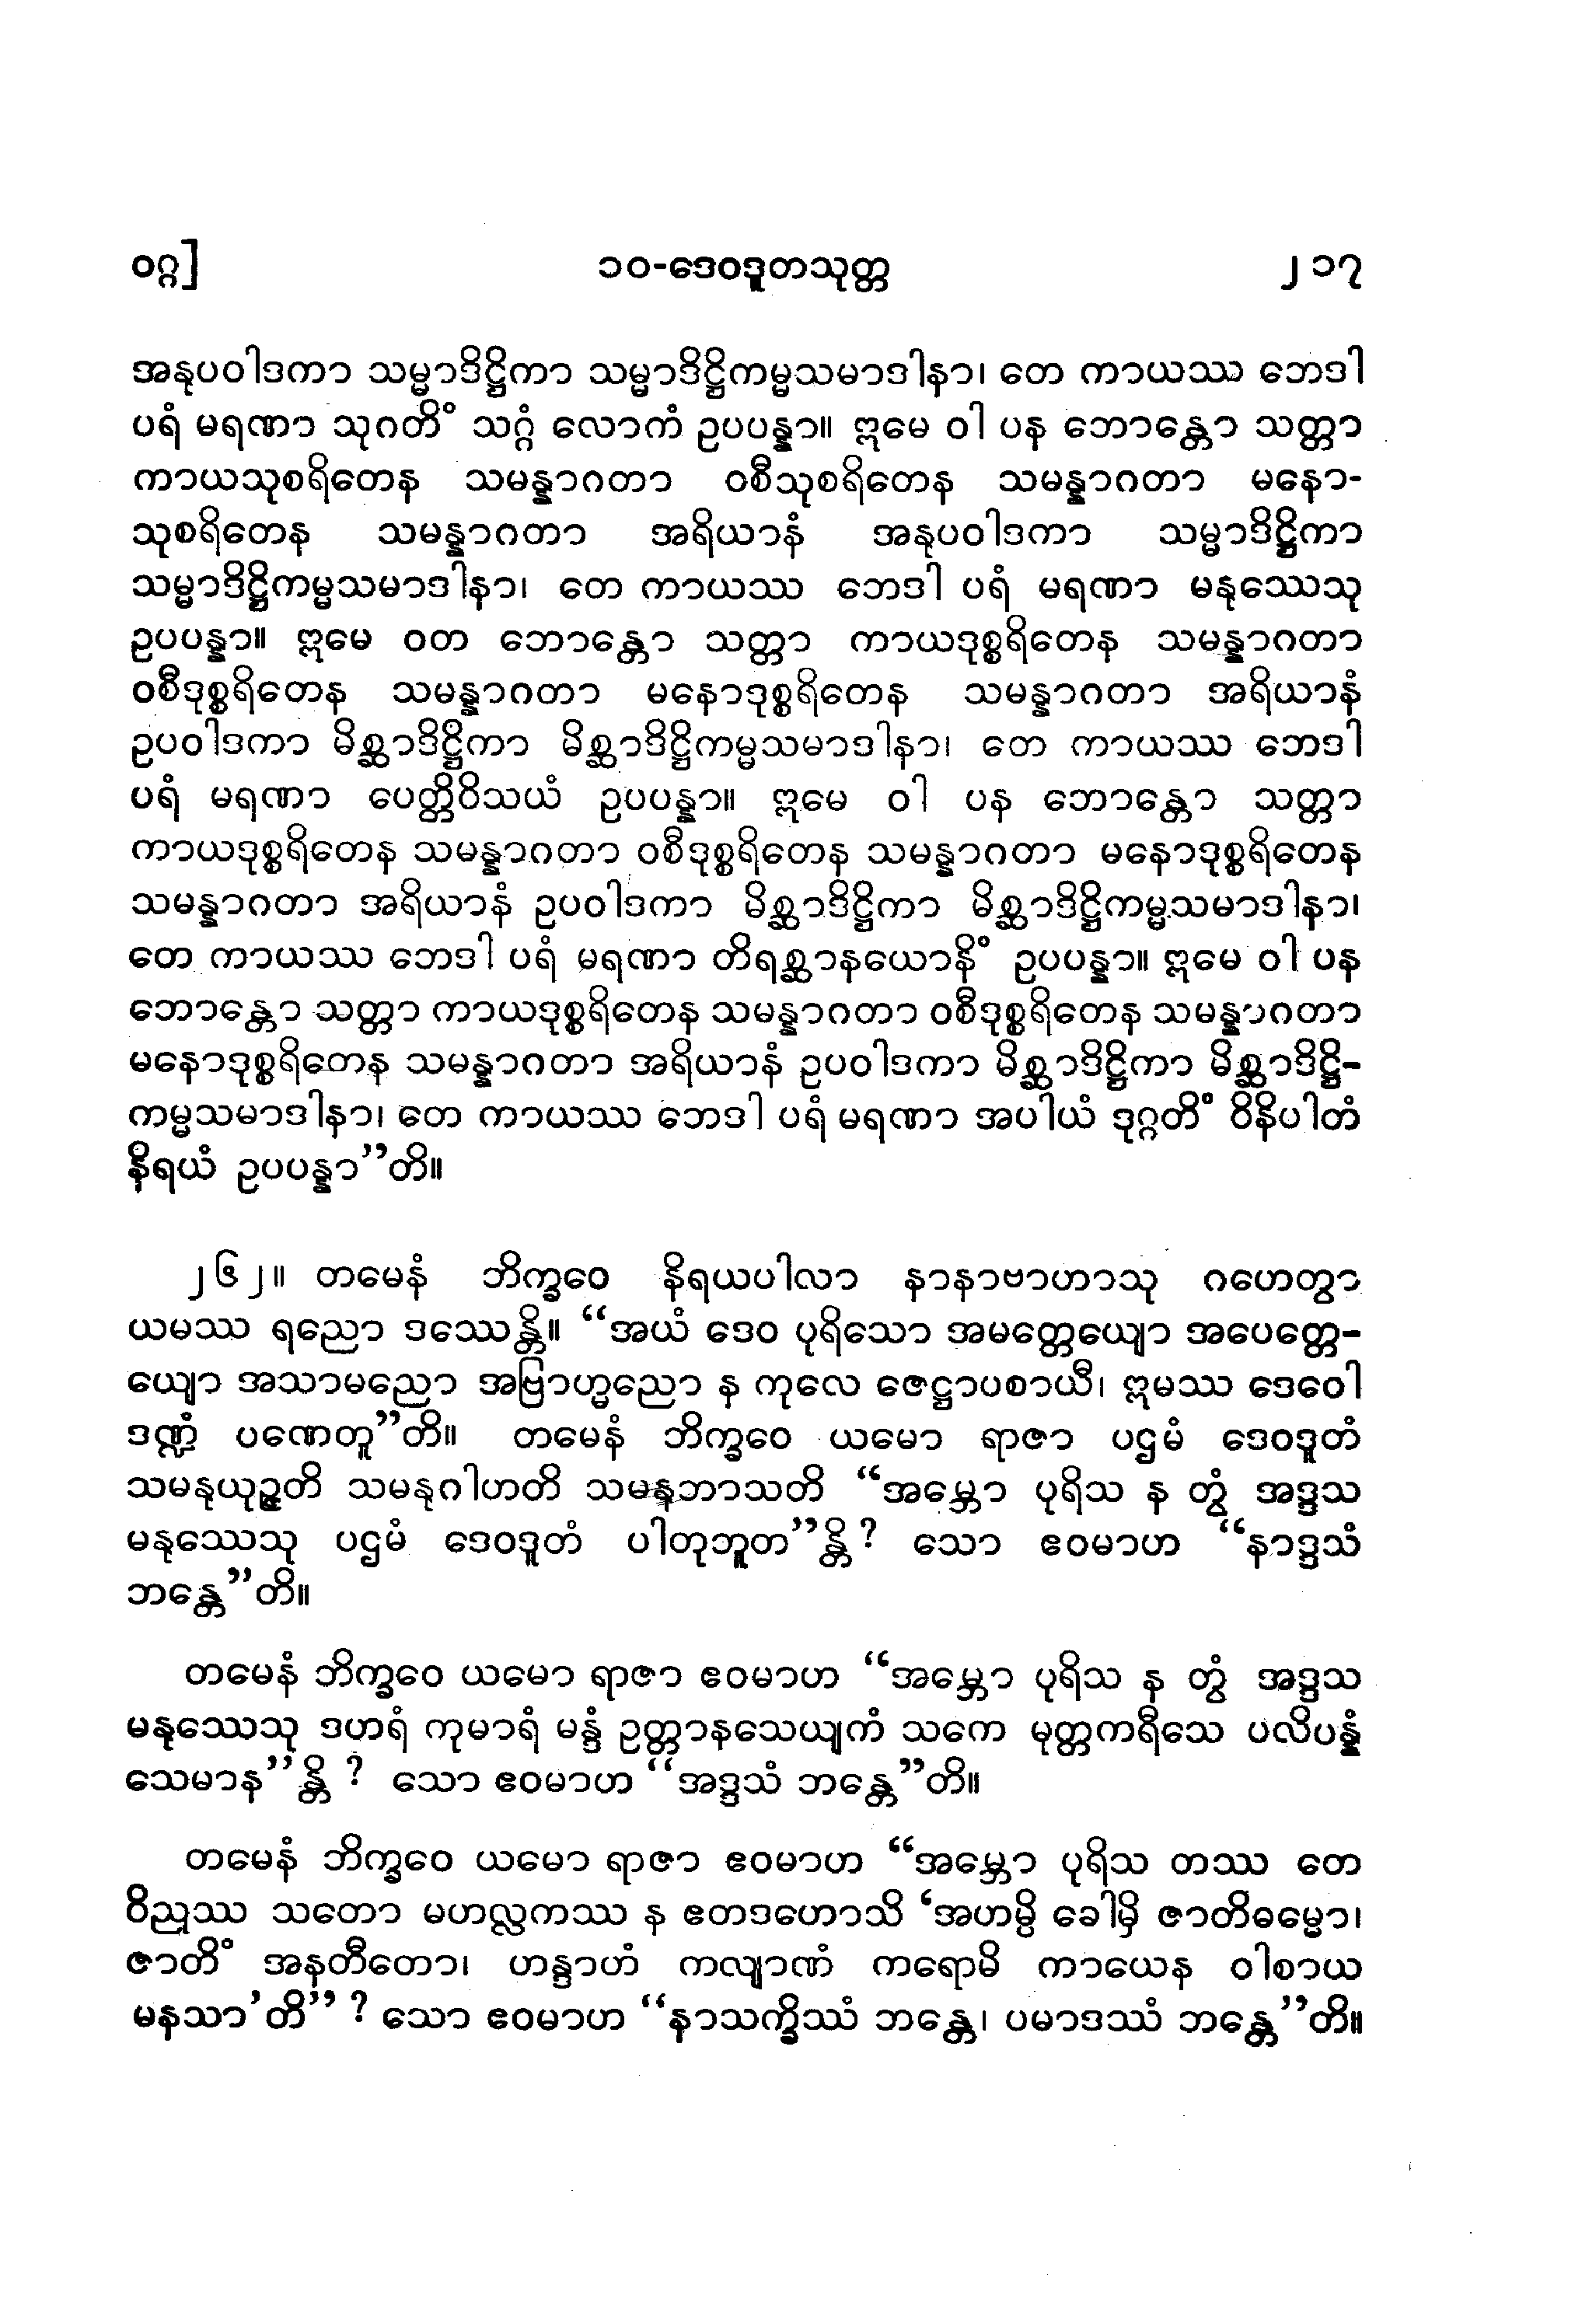 ဝဂ္ဂ] ၁၀-ဒေဝဒူတသုတ္တ ၂၁၇
အနုပဝါဒကာ သမ္မာဒိဋ္ဌိကာ သမ္မာဒိဋ္ဌိကမ္မသမာဒါနာ၊ တေ ကာယဿ ဘေဒါ
ပရံ မရဏာ သုဂတိံ သဂ္ဂံ လောကံ ဥပပန္နာ။ ဣမေ ဝါ ပန ဘောန္တော သတ္တာ
ကာယသုစရိတေန သမန္နာဂတာ ဝစီသုစရိတေန သမန္နာဂတာ မနော-
သုစရိတေန သမန္နာဂတာ အရိယာနံ အနုပဝါဒကာ သမ္မာဒိဋ္ဌိကာ
သမ္မာဒိဋ္ဌိကမ္မသမာဒါနာ၊ တေ ကာယဿ ဘေဒါ ပရံ မရဏာ မနုဿေသု
ဥပပန္နာ။ ဣမေ ဝတ ဘောန္တော သတ္တာ ကာယဒုစ္စရိတေန သမန္နာဂတာ
ဝစီဒုစ္စရိတေန သမန္နာဂတာ မနောဒုစ္စရိတေန သမန္နာဂတာ အရိယာနံ
ဥပဝါဒကာ မိစ္ဆာဒိဋ္ဌိကာ မိစ္ဆာဒိဋ္ဌိကမ္မသမာဒါနာ၊ တေ ကာယဿ ဘေဒါ
ပရံ မရဏာ ပေတ္တိဝိသယံ ဥပပန္နာ။ ဣမေ ဝါ ပန ဘောန္တော သတ္တာ
ကာယဒုစ္စရိတေန သမန္နာဂတာ ဝစီဒုစ္စရိတေန သမန္နာဂတာ မနောဒုစ္စရိတေန
သမန္နာဂတာ အရိယာနံ ဥပဝါဒကာ မိစ္ဆာဒိဋ္ဌိကာ မိစ္ဆာဒိဋ္ဌိကမ္မသမာဒါနာ၊
တေ ကာယဿ ဘေဒါ ပရံ မရဏာ တိရစ္ဆာနယောနိံ ဥပပန္နာ။ ဣမေ ဝါ ပန
ဘောန္တော သတ္တာ ကာယဒုစ္စရိတေန သမန္နာဂတာ ဝစီဒုစ္စရိတေန သမန္နာဂတာ
မနောဒုစ္စရိတေန သမန္နာဂတာ အရိယာနံ ဥပဝါဒကာ မိစ္ဆာဒိဋ္ဌိကာ မိစ္ဆာဒိဋ္ဌိ-
ကမ္မသမာဒါနာ၊ တေ ကာယဿ ဘေဒါ ပရံ မရဏာ အပါယံ ဒုဂ္ဂတိံ ဝိနိပါတံ
နိရယံ ဥပပန္နာ”တိ။
၂၆၂။ တမေနံ ဘိက္ခဝေ နိရယပါလာ နာနာဗာဟာသု ဂဟေတွာ
ယမဿ ရညော ဒဿေန္တိ။ “အယံ ဒေဝ ပုရိသော အမတ္တေယျော အပေတ္တေ-
ယျော အသာမညော အဗြာဟ္မညော န ကုလေ ဇေဋ္ဌာပစာယီ၊ ဣမဿ ဒေဝေါ
ဒဏ္ဍံ ပဏေတူ”တိ။ တမေနံ ဘိက္ခဝေ ယမော ရာဇာ ပဌမံ ဒေဝဒူတံ
သမနုယုဉ္ဇတိ သမနုဂါဟတိ သမနုဘာသတိ “အမ္ဘော ပုရိသ န တွံ အဒ္ဒသ
မနုဿေသု ပဌမံ ဒေဝဒူတံ ပါတုဘူတ”န္တိ? သော ဧဝမာဟ “နာဒ္ဒသံ
ဘန္တေ”တိ။
တမေနံ ဘိက္ခဝေ ယမော ရာဇာ ဧဝမာဟ “အမ္ဘော ပုရိသ န တွံ အဒ္ဒသ
မနုဿေသု ဒဟရံ ကုမာရံ မန္ဒံ ဥတ္တာနသေယျကံ သကေ မုတ္တကရီသေ ပလိပန္နံ
သေမာန”န္တိ? သော ဧဝမာဟ “အဒ္ဒသံ ဘန္တေ”တိ။
တမေနံ ဘိက္ခဝေ ယမော ရာဇာ ဧဝမာဟ “အမ္ဘော ပုရိသ တဿ တေ
ဝိညုဿ သတော မဟလ္လကဿ န ဧတဒဟောသိ ‘အဟမ္ပိ ခေါမှိ ဇာတိဓမ္မော၊
ဇာတိံ အနတီတော၊ ဟန္ဒာဟံ ကလျာဏံ ကရောမိ ကာယေန ဝါစာယ
မနသာ’တိ”? သော ဧဝမာဟ “နာသက္ခိဿံ ဘန္တေ၊ ပမာဒဿံ ဘန္တေ”တိ။